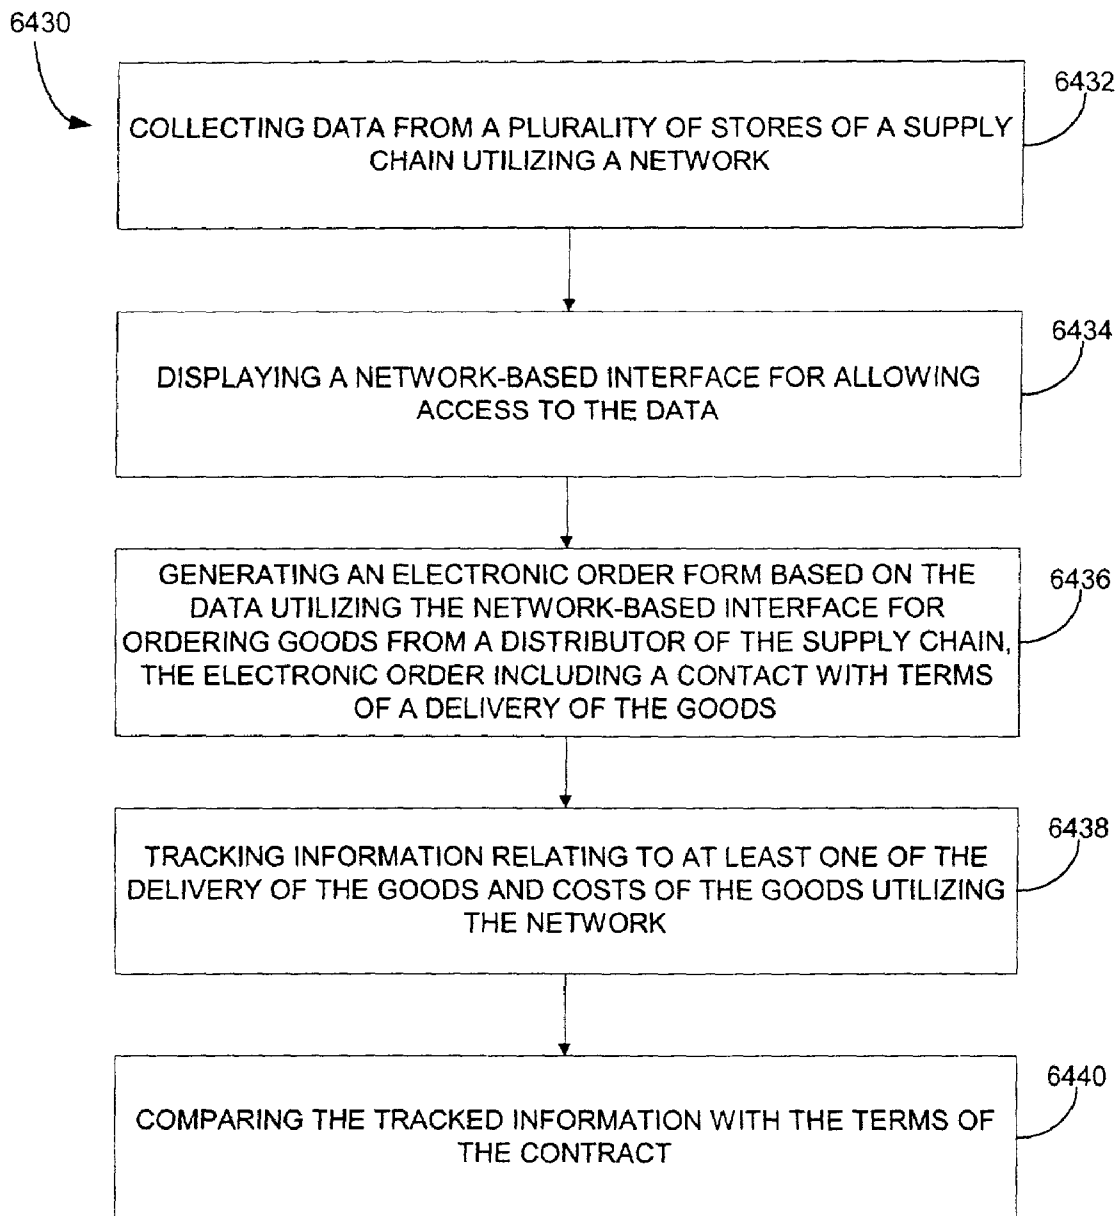 6430
6432
COLLECTING DATA FROM A PLURALITY OF STORES OF A SUPPLY
CHAIN UTILIZING A NETWORK
6434
DISPLAYING A NETWORK-BASED INTERFACE FOR ALLOWING
ACCESS TO THE DATA
6436
GENERATING AN ELECTRONIC ORDER FORM BASED ON THE
DATA UTILIZING THE NETWORK-BASED INTERFACE FOR
ORDERING GOODS FROM A DISTRIBUTOR OF THE SUPPLY CHAIN,
THE ELECTRONIC ORDER INCLUDING A CONTACT WITH TERMS
OF A DELIVERY OF THE GOODS
6438
TRACKING INFORMATION RELATING TO AT LEAST ONE OF THE
DELIVERY OF THE GOODS AND COSTS OF THE GOODS UTILIZING
THE NETWORK
6440
COMPARING THE TRACKED INFORMATION WITH THE TERMS OF
THE CONTRACT